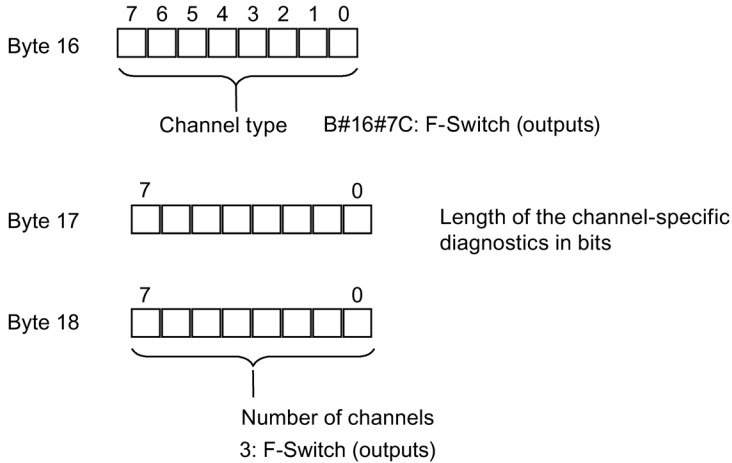 7 6 5 4 3 2 1 0
Byte 16
Channel type B#16#7C: F-Switch (outputs)
7 0
Byte 17
Length of the channel-specific
diagnostics in bits
7 0
Byte 18
Number of channels
3: F-Switch (outputs)